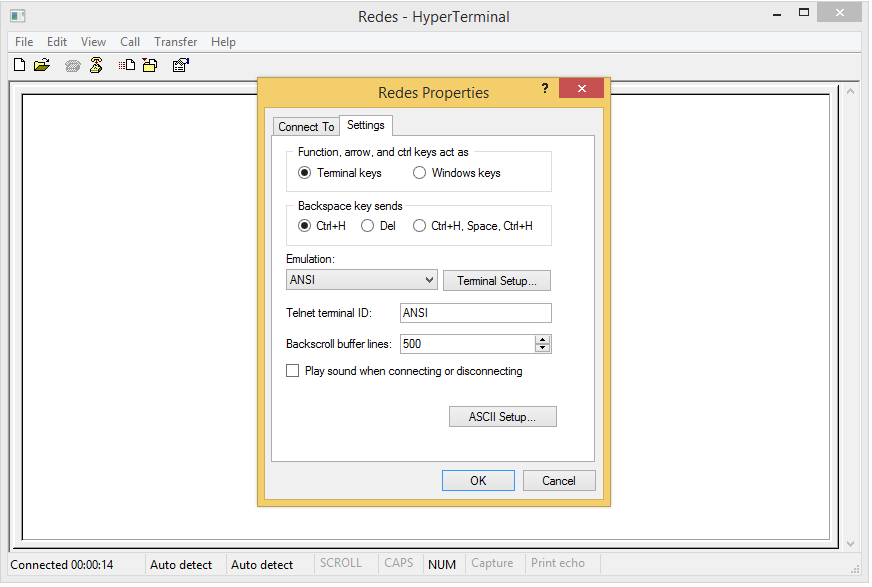 Redes - HyperTerminal
File Edit View Call Transfer Help
Redes Properties
?
Connect To Settings
Function, arrow, and ctrl keys act as
Terminal keys Windows keys
Backspace key sends
Ctrl+H Del Ctrl+H, Space, Ctrl+H
Emulation:
ANSI Terminal Setup...
Telnet terminal ID: ANSI
Backscroll buffer lines: 500
Play sound when connecting or disconnecting
ASCII Setup...
OK Cancel
Connected 00:00:14 Auto detect Auto detect SCROLL CAPS NUM Capture Print echo